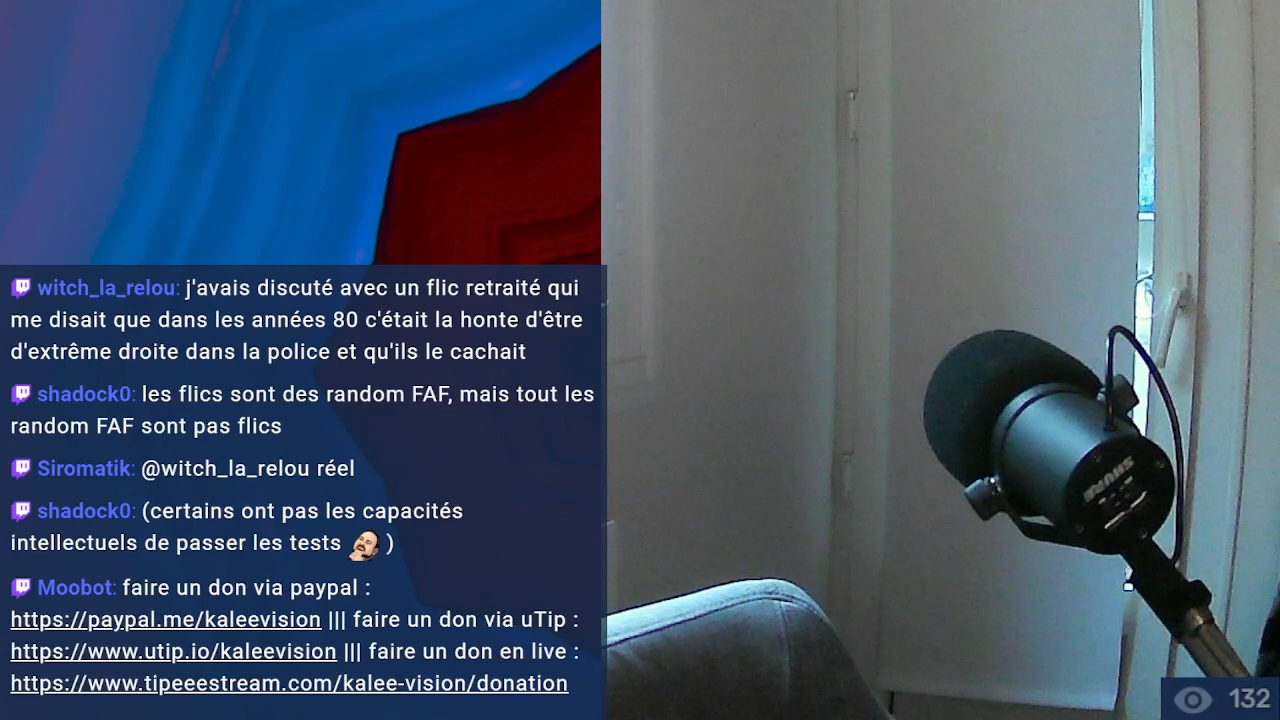 witch_la_relou: j'avais discuté avec un flic retraité qui
me disait que dans les années 80 c'était la honte d'être
d'extrême droite dans la police et qu'ils le cachait
shadock0: les flics sont des random FAF, mais tout les
random FAF sont pas flics
Siromatik: @witch_la_relou réel
shadock0: (certains ont pas les capacités
intellectuels de passer les tests )
Moobot: faire un don via paypal :
https://paypal.me/kaleevision ||| faire un don via uTip :
https://www.utip.io/kaleevision ||| faire un don en live :
https://www.tipeeestream.com/kalee-vision/donation
SHURE
132